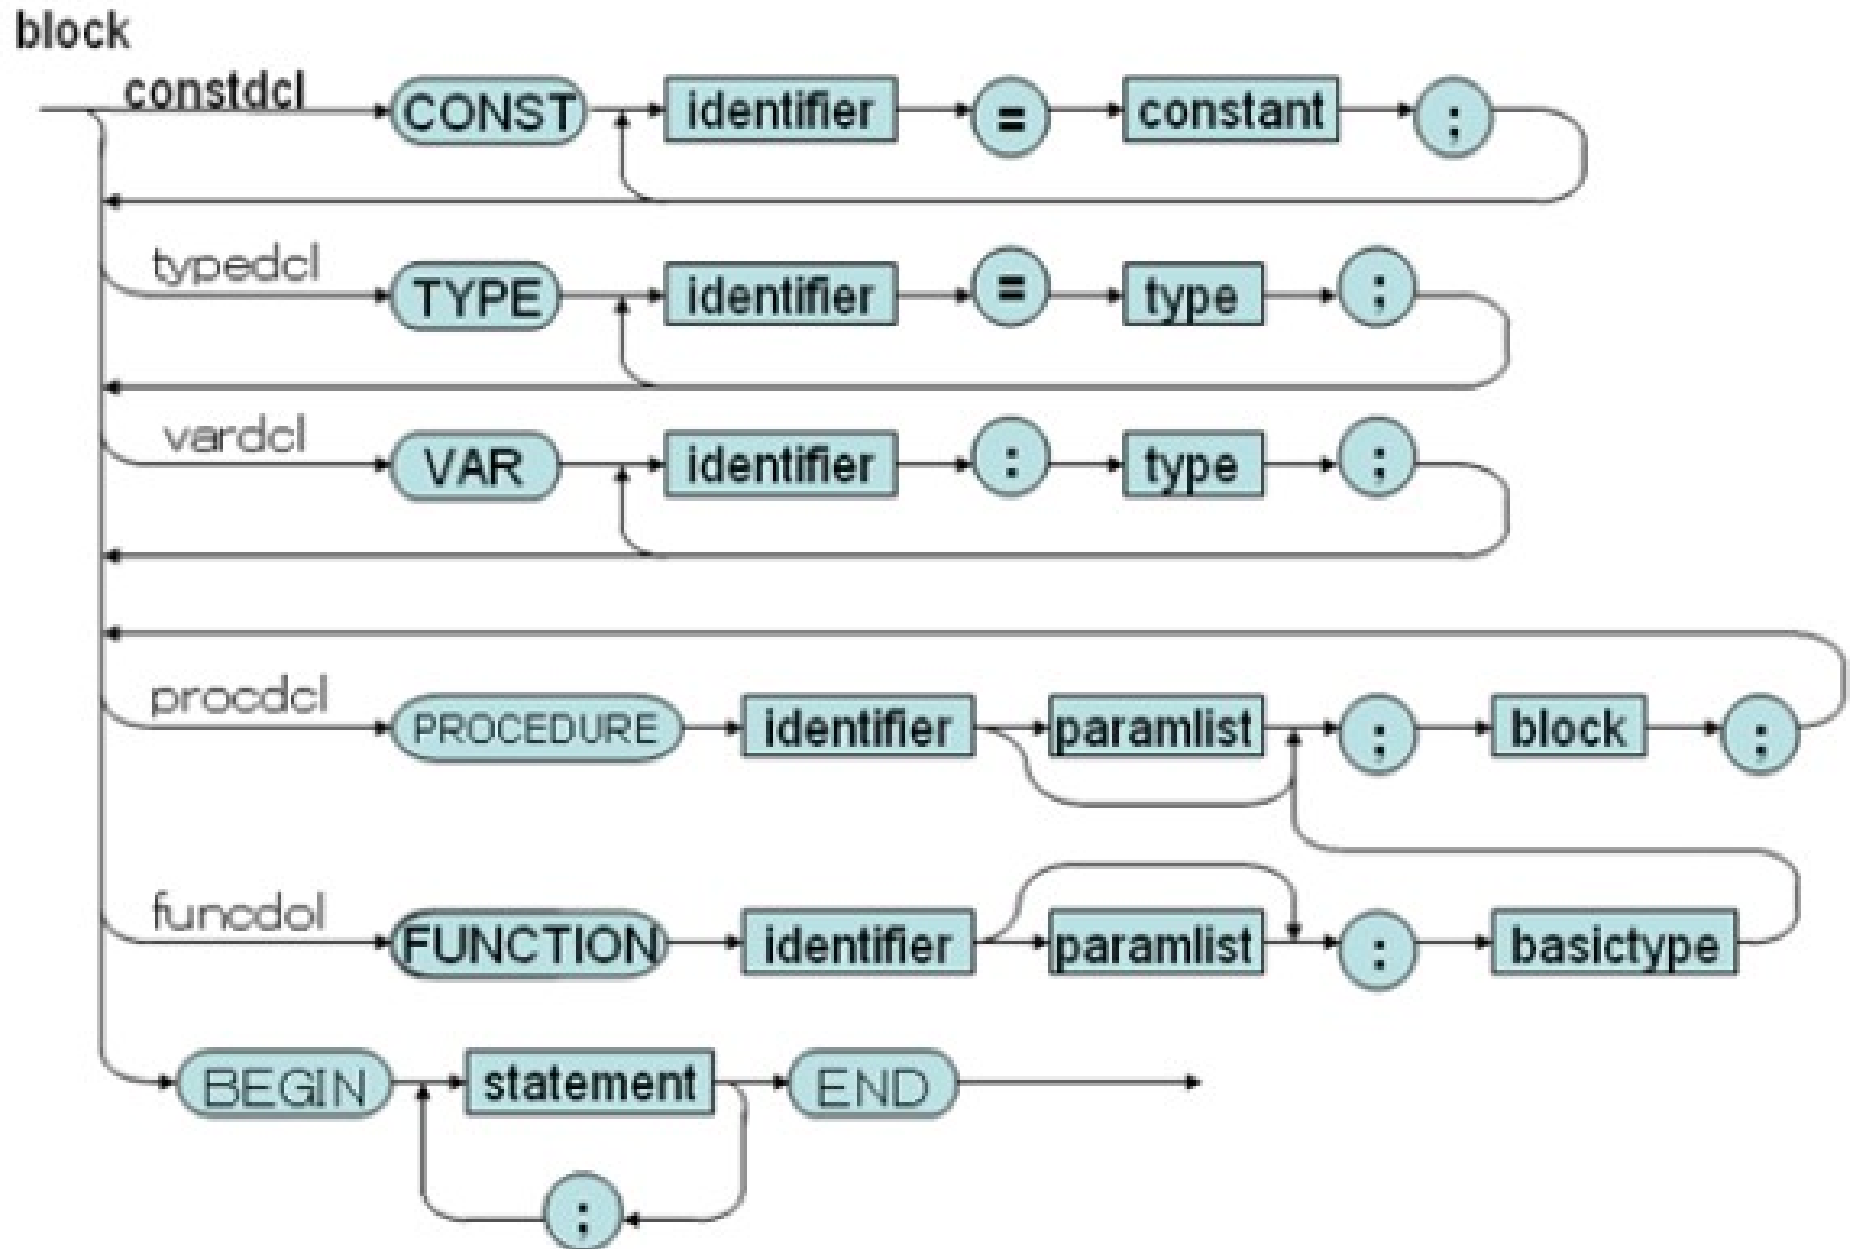 block
constdcl
CONST identifier = constant ;
typedcl
TYPE identifier = type ;
vardcl
VAR identifier : type ;
procdcl
PROCEDURE identifier paramlist ; block ;
funcdol
FUNCTION identifier paramlist : basictype
BEGIN statement END
;